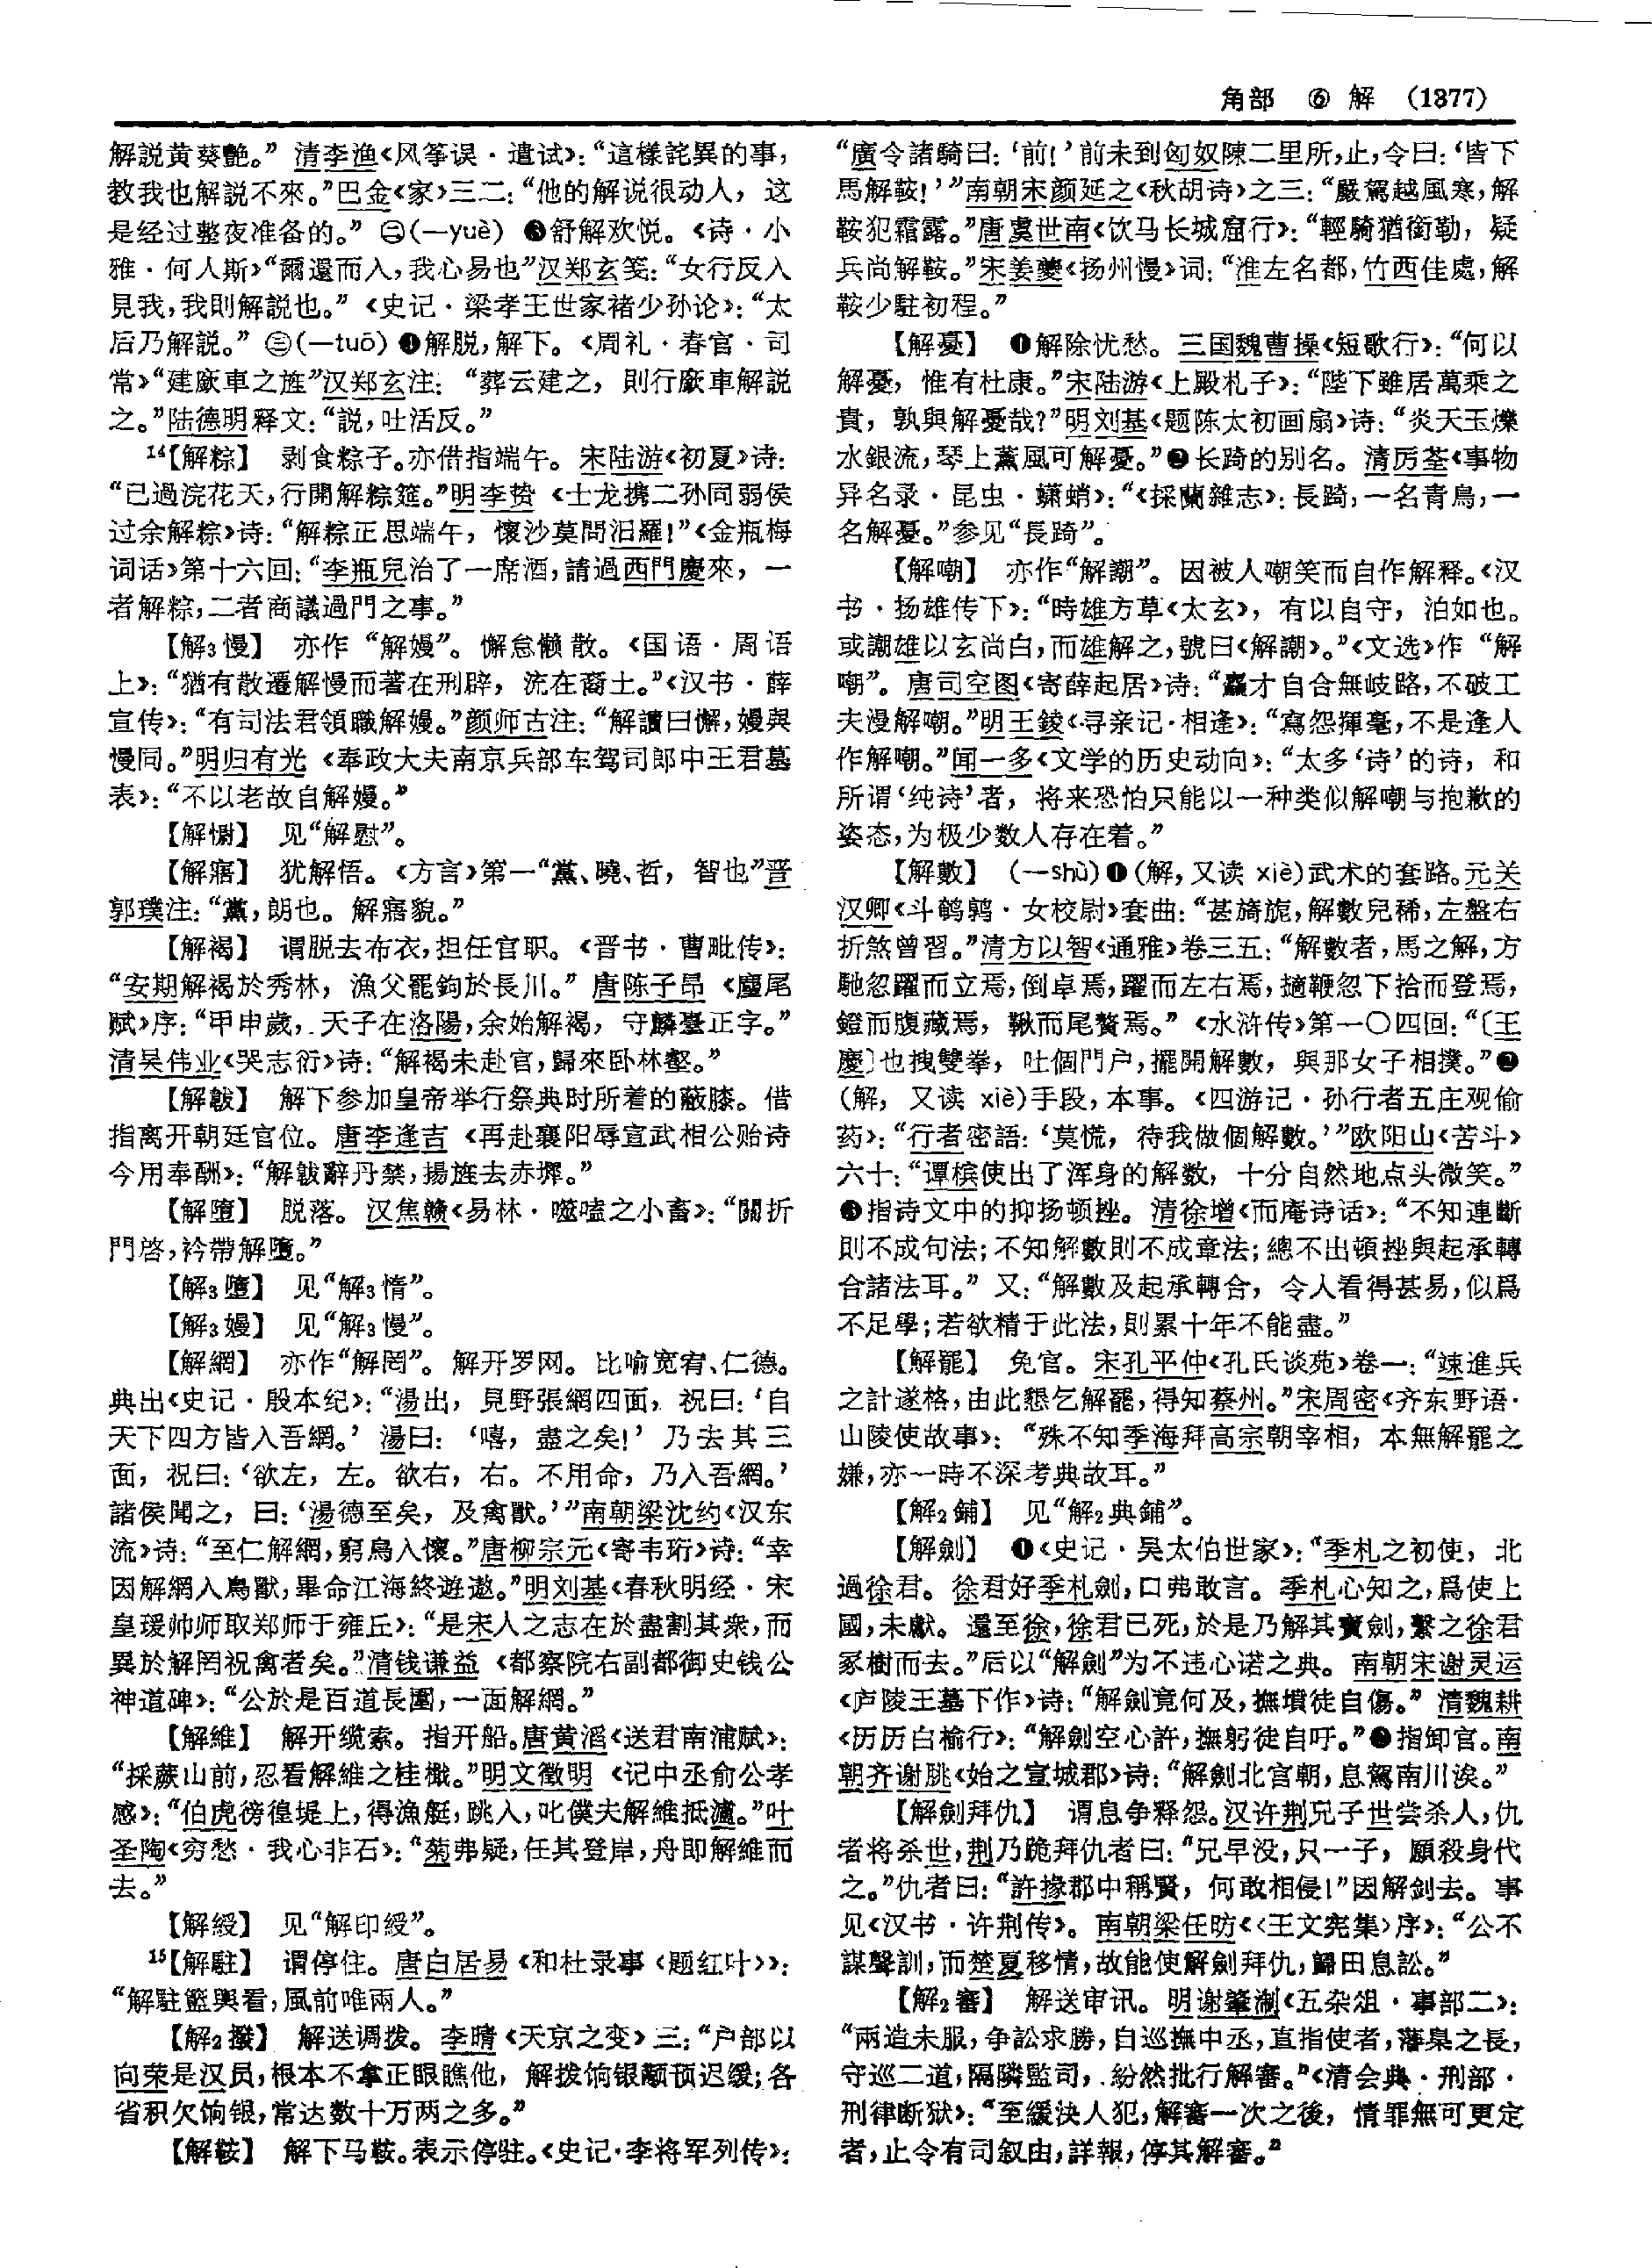 角部　⑥　解　（1377）
解説黄葵艷。”清李渔《风筝误·遣试》：“這樣詫異的事，
教我也解説不來。”巴金《家》三二：“他的解说很动人，这
是经过整夜准备的。”㊁(—yuè)❸舒解欢悦。《诗·小
雅·何人斯》“爾還而入，我心易也”汉郑玄笺：“女行反入
見我，我則解説也。”《史记·梁孝王世家褚少孙论》：“太
后乃解説。”㊂(—tuō)❶解脱，解下。《周礼·春官·司
常》“建廞車之旌”汉郑玄注：“葬云建之，則行廞車解説
之。”陆德明释文：“説，吐活反。”
14【解粽】　剥食粽子。亦借指端午。宋陆游《初夏》诗：
“已過浣花天，行開解粽筵。”明李贽《士龙携二孙同弱侯
过余解粽》诗：“解粽正思端午，懷沙莫問汨羅！”《金瓶梅
词话》第十六回：“李瓶兒治了一席酒，請過西門慶來，一
者解粽，二者商議過門之事。”
【解3慢】　亦作“解嫚”。懈怠懒散。《国语·周语
上》：“猶有散遷解慢而著在刑辟，流在裔土。”《汉书·薛
宣传》：“有司法君領職解嫚。”颜师古注：“解讀曰懈，嫚與
慢同。”明归有光《奉政大夫南京兵部车驾司郎中王君墓
表》：“不以老故自解嫚。”
【解慖】　见“解慰”。
【解寤】　犹解悟。《方言》第一“黨、曉、哲，智也”晋
郭璞注：“黨，朗也。解寤貌。”
【解褐】　谓脱去布衣，担任官职。《晋书·曹毗传》：
“安期解褐於秀林，漁父罷鉤於長川。”唐陈子昂《麈尾
赋》序：“甲申歲，天子在洛陽，余始解褐，守麟臺正字。”
清吴伟业《哭志衍》诗：“解褐未赴官，歸來卧林壑。”
【解韍】　解下参加皇帝举行祭典时所着的蔽膝。借
指离开朝廷官位。唐李逢吉《再赴襄阳辱宣武相公贻诗
今用奉酬》：“解韍辭丹禁，揚旌去赤墀。”
【解墮】　脱落。汉焦赣《易林·噬嗑之小畜》：“關折
門啓，衿帶解墮。”
【解3墮】　见“解3惰”。
【解3嫚】　见“解3慢”。
【解網】　亦作“解罔”。解开罗网。比喻宽宥、仁德。
典出《史记·殷本纪》：“湯出，見野張網四面，祝曰：‘自
天下四方皆入吾網。’湯曰：‘嘻，盡之矣！’乃去其三
面，祝曰：‘欲左，左。欲右，右。不用命，乃入吾網。’
諸侯聞之，曰：‘湯德至矣，及禽獸。’”南朝梁沈约《汉东
流》诗：“至仁解網，窮鳥入懷。”唐柳宗元《寄韦珩》诗：“幸
因解網入鳥獸，畢命江海終遊遨。”明刘基《春秋明经·宋
皇瑗帅师取郑师于雍丘》：“是宋人之志在於盡割其衆，而
異於解罔祝禽者矣。”清钱谦益《都察院右副都御史钱公
神道碑》：“公於是百道長圍，一面解網。”
【解維】　解开缆索。指开船。唐黄滔《送君南浦赋》：
“採蕨山前，忍看解維之桂檝。”明文徵明《记中丞俞公孝
感》：“伯虎徬徨堤上，得漁艇，跳入，叱僕夫解維抵瀘。”叶
圣陶《穷愁·我心非石》：“菊弗疑，任其登岸，舟即解維而
去。”
【解綬】　见“解印綬”。
15【解駐】　谓停住。唐白居易《和杜录事〈题红叶〉》：
“解駐籃輿看，風前唯兩人。”
【解2撥】　解送调拨。李晴《天京之变》三：“户部以
向荣是汉员，根本不拿正眼瞧他，解拨饷银颟顸迟缓；各
省积欠饷银，常达数十万两之多。”
【解鞍】　解下马鞍。表示停驻。《史记·李将军列传》：
“廣令諸騎曰：‘前！’前未到匈奴陳二里所，止，令曰：‘皆下
馬解鞍！’”南朝宋颜延之《秋胡诗》之三：“嚴駕越風寒，解
鞍犯霜露。”唐虞世南《饮马长城窟行》：“輕騎猶銜勒，疑
兵尚解鞍。”宋姜夔《扬州慢》词：“淮左名都，竹西佳處，解
鞍少駐初程。”
【解憂】　❶解除忧愁。三国魏曹操《短歌行》：“何以
解憂，惟有杜康。”宋陆游《上殿札子》：“陛下雖居萬乘之
貴，孰與解憂哉？”明刘基《题陈太初画扇》诗：“炎天玉爍
水銀流，琴上薰風可解憂。”❷长踦的别名。清厉荃《事物
异名录·昆虫·蠨蛸》：“《採蘭雜志》：長踦，一名青鳥，一
名解憂。”参见“長踦”。
【解嘲】　亦作“解謿”。因被人嘲笑而自作解释。《汉
书·扬雄传下》：“時雄方草《太玄》，有以自守，泊如也。
或謿雄以玄尚白，而雄解之，號曰《解謿》。”《文选》作“解
嘲”。唐司空图《寄薛起居》诗：“麤才自合無岐路，不破工
夫漫解嘲。”明王錂《寻亲记·相逢》：“寫怨揮毫，不是逢人
作解嘲。”闻一多《文学的历史动向》：“太多‘诗’的诗，和
所谓‘纯诗’者，将来恐怕只能以一种类似解嘲与抱歉的
姿态，为极少数人存在着。”
【解數】　(—shù)❶(解，又读 xiè)武术的套路。元关
汉卿《斗鹌鹑·女校尉》套曲：“甚旖旎，解數兒稀，左盤右
折煞曾習。”清方以智《通雅》卷三五：“解數者，馬之解，方
馳忽躍而立焉，倒卓焉，躍而左右焉，擿鞭忽下拾而登焉，
鐙而腹藏焉，鞦而尾贅焉。”《水浒传》第一〇四回：“〔王
慶〕也拽雙拳，吐個門户，擺開解數，與那女子相撲。”❷
(解，又读 xiè)手段，本事。《四游记·孙行者五庄观偷
药》：“行者密語：‘莫慌，待我做個解數。’”欧阳山《苦斗》
六十：“谭槟使出了浑身的解数，十分自然地点头微笑。”
❸指诗文中的抑扬顿挫。清徐增《而庵诗话》：“不知連斷
則不成句法；不知解數則不成章法；總不出頓挫與起承轉
合諸法耳。”又：“解數及起承轉合，令人看得甚易，似爲
不足學；若欲精于此法，則累十年不能盡。”
【解罷】　免官。宋孔平仲《孔氏谈苑》卷一：“竦進兵
之計遂格，由此懇乞解罷，得知蔡州。”宋周密《齐东野语·
山陵使故事》：“殊不知季海拜高宗朝宰相，本無解罷之
嫌，亦一時不深考典故耳。”
【解2鋪】　见“解2典鋪”。
【解劍】　❶《史记·吴太伯世家》：“季札之初使，北
過徐君。徐君好季札劍，口弗敢言。季札心知之，爲使上
國，未獻。還至徐，徐君已死，於是乃解其寶劍，繫之徐君
冢樹而去。”后以“解劍”为不违心诺之典。南朝宋谢灵运
《庐陵王墓下作》诗：“解劍竟何及，撫墳徒自傷。”清魏耕
《历历白榆行》：“解劍空心許，撫躬徒自吁。”❷指卸官。南
朝齐谢朓《始之宣城郡》诗：“解劍北宫朝，息駕南川涘。”
【解劍拜仇】　谓息争释怨。汉许荆兄子世尝杀人，仇
者将杀世，荆乃跪拜仇者曰：“兄早没，只一子，願殺身代
之。”仇者曰：“許掾郡中稱賢，何敢相侵！”因解剑去。事
见《汉书·许荆传》。南朝梁任昉《〈王文宪集〉序》：“公不
謀聲訓，而楚夏移情，故能使解劍拜仇，歸田息訟。”
【解2審】　解送审讯。明谢肇淛《五杂俎·事部二》：
“兩造未服，争訟求勝，自巡撫中丞，直指使者，藩臬之長，
守巡二道，隔隣監司，紛然批行解審。”《清会典·刑部·
刑律断狱》：“至緩決人犯，解審一次之後，情罪無可更定
者，止令有司叙由，詳報，停其解審。”